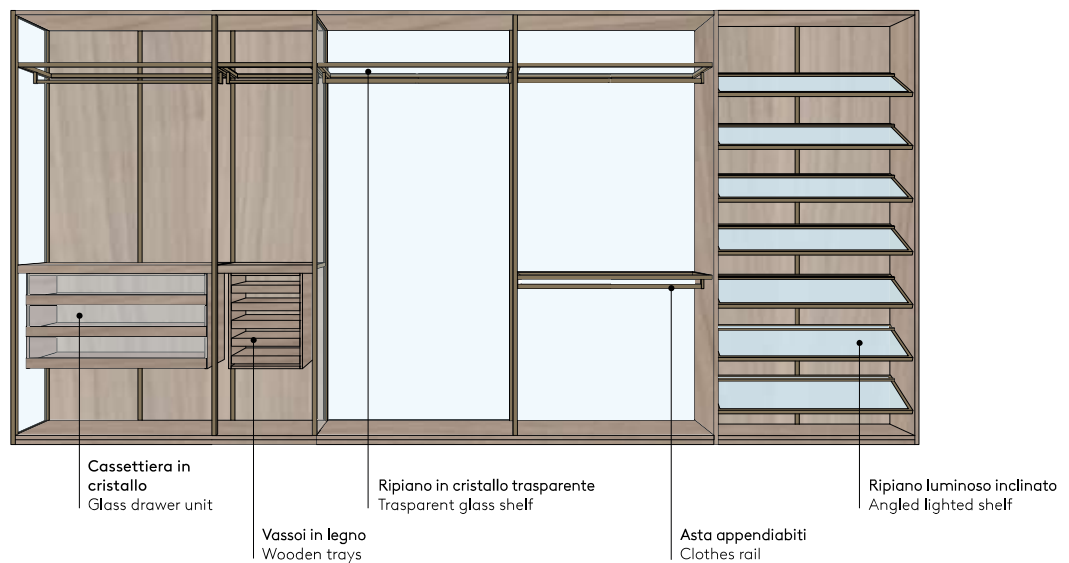 Cassettiera in
cristallo
Glass drawer unit
Vassoi in legno
Wooden trays
Ripiano in cristallo trasparente
Trasparent glass shelf
Asta appendiabiti
Clothes rail
Ripiano luminoso inclinato
Angled lighted shelf